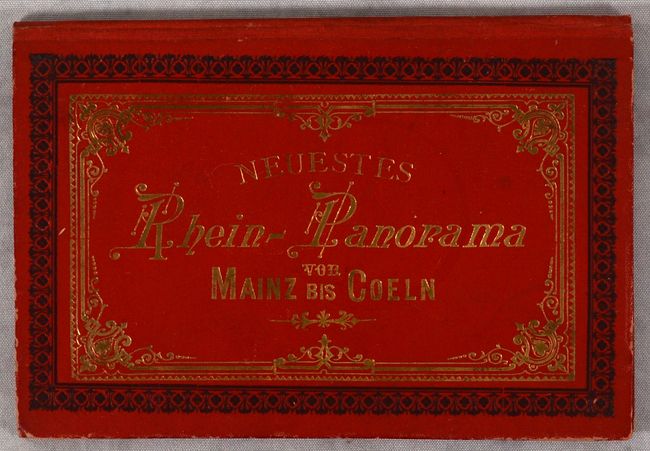 NEUESTES
Rhein-Panorama
von
MAINZ BIS COELN